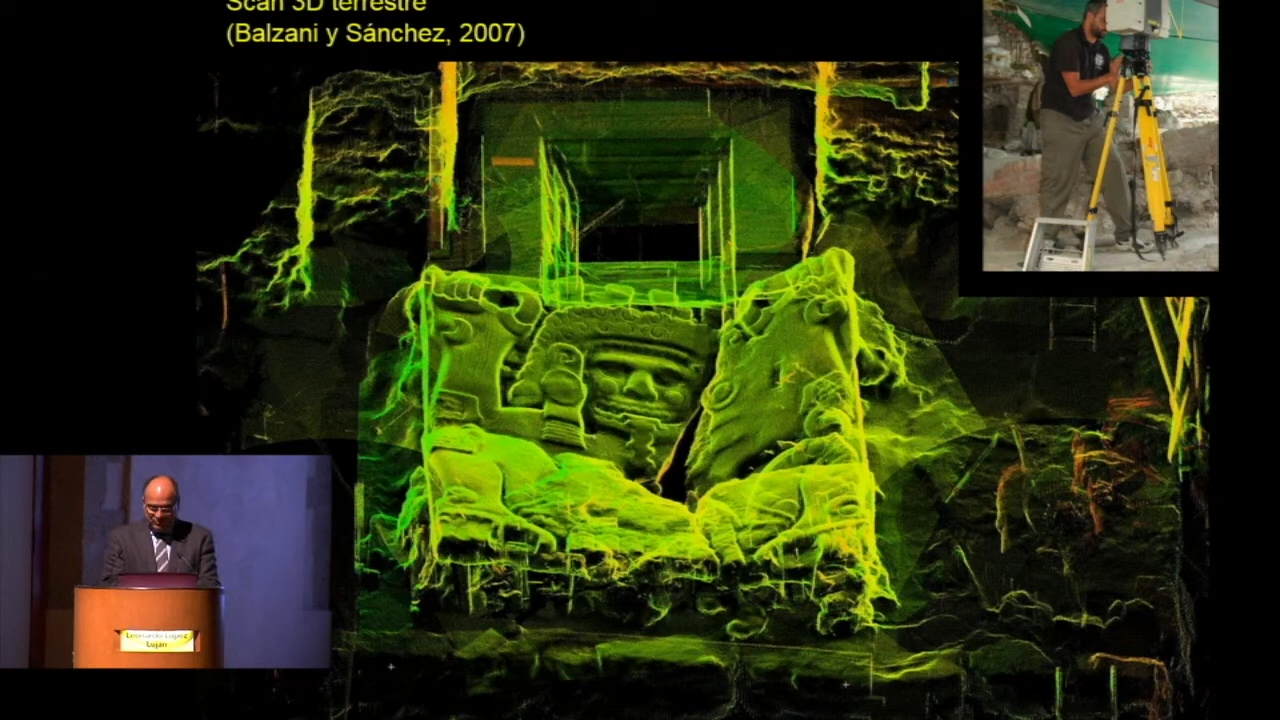 Scan 3D terrestre
(Balzani y Sánchez, 2007)
Leonardo López
Luján